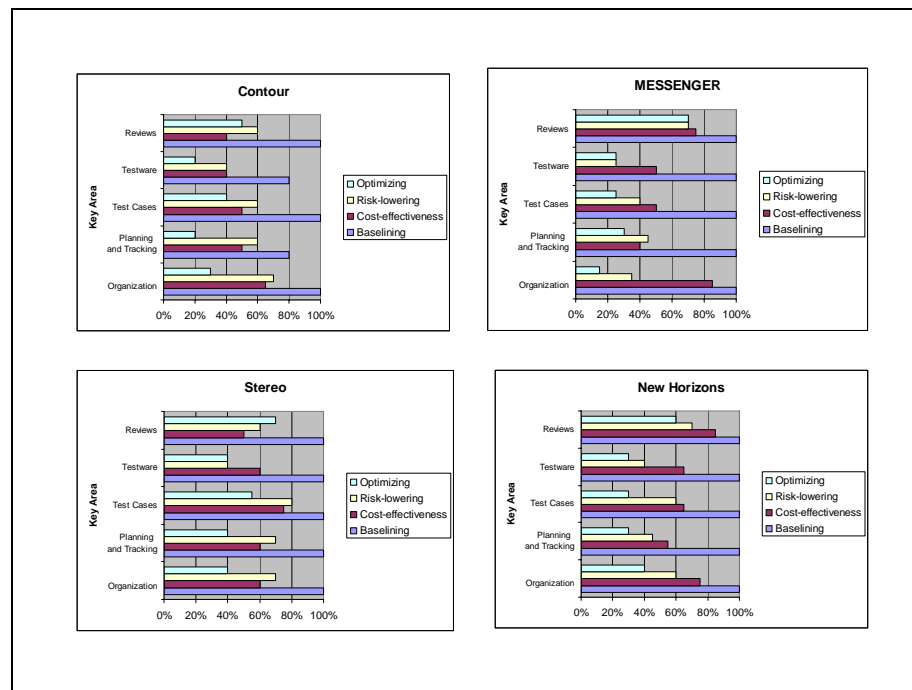 Contour
Key Area
Reviews
Testware
Test Cases
Planning
and Tracking
Organization
0% 20% 40% 60% 80% 100%
Optimizing
Risk-lowering
Cost-effectiveness
Baselining
MESSENGER
Key Area
Reviews
Testware
Test Cases
Planning
and Tracking
Organization
0% 20% 40% 60% 80% 100%
Optimizing
Risk-lowering
Cost-effectiveness
Baselining
Stereo
Key Area
Reviews
Testware
Test Cases
Planning
and Tracking
Organization
0% 20% 40% 60% 80% 100%
Optimizing
Risk-lowering
Cost-effectiveness
Baselining
New Horizons
Key Area
Reviews
Testware
Test Cases
Planning
and Tracking
Organization
0% 20% 40% 60% 80% 100%
Optimizing
Risk-lowering
Cost-effectiveness
Baselining